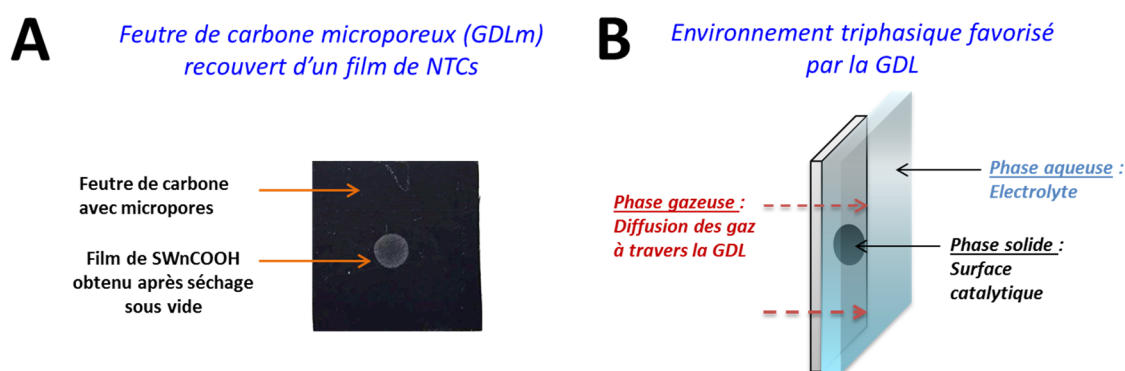 A
Feutre de carbone microporeux (GDLm)
recouvert d’un film de NTCs
Feutre de carbone
avec micropores
Film de SWnCOOH
obtenu après séchage
sous vide
B
Environnement triphasique favorisé
par la GDL
Phase gazeuse :
Diffusion des gaz
à travers la GDL
Phase aqueuse :
Electrolyte
Phase solide :
Surface
catalytique